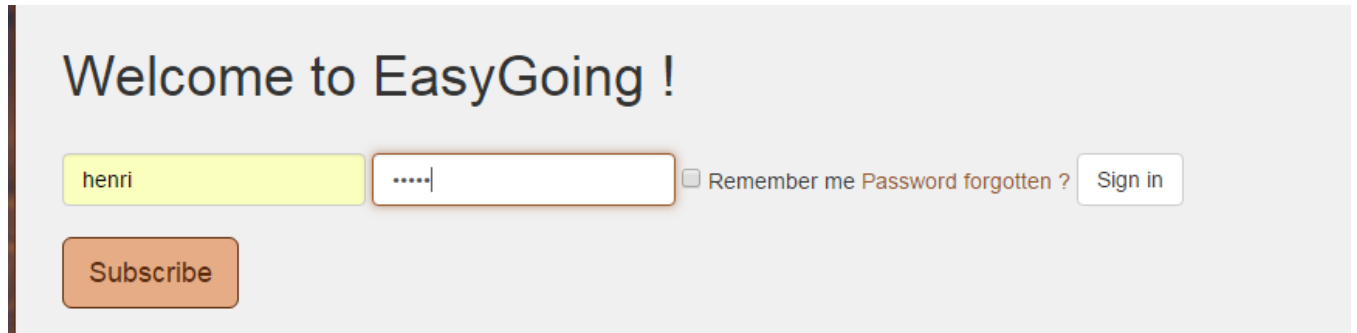 Welcome to EasyGoing !
henri ••••• Remember me Password forgotten ? Sign in
Subscribe